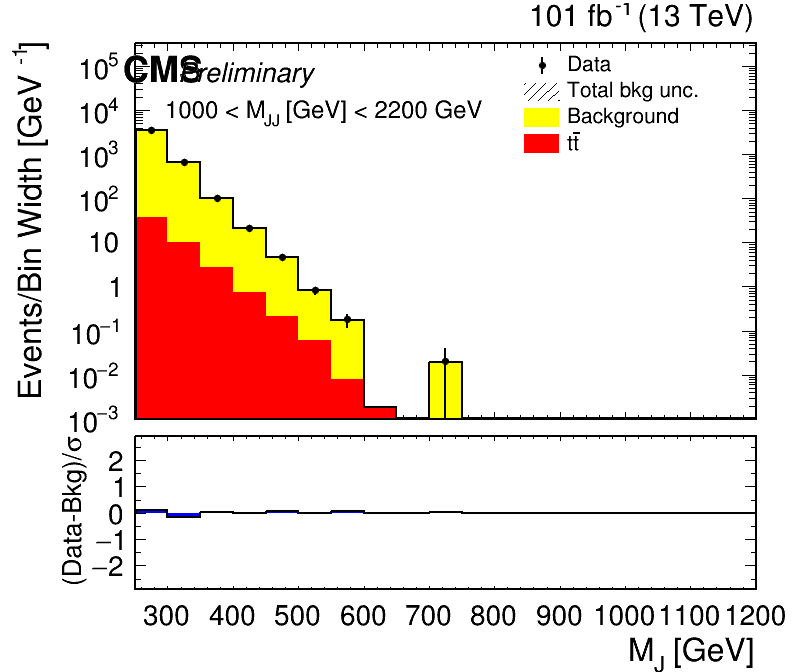 101 fb⁻¹ (13 TeV)
CMS Preliminary
1000 < M_JJ [GeV] < 2200 GeV
Data
Total bkg unc.
Background
tt̄
Events/Bin Width [GeV⁻¹]
10⁵
10⁴
10³
10²
10
1
10⁻¹
10⁻²
10⁻³
(Data-Bkg)/σ
2
1
0
−1
−2
300 400 500 600 700 800 900 1000 1100 1200
M_J [GeV]